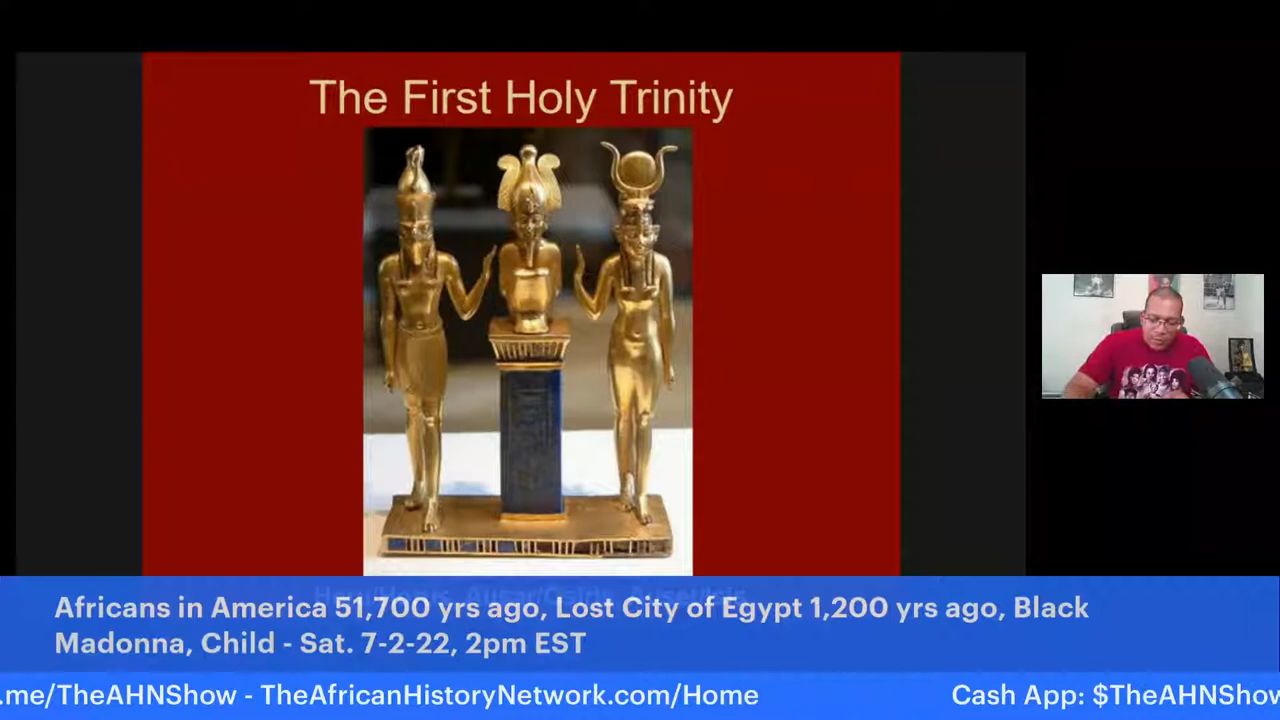 The First Holy Trinity
Africans in America 51,700 yrs ago, Lost City of Egypt 1,200 yrs ago, Black
Madonna, Child - Sat. 7-2-22, 2pm EST
.me/TheAHNShow - TheAfricanHistoryNetwork.com/Home
Cash App: $TheAHNShow